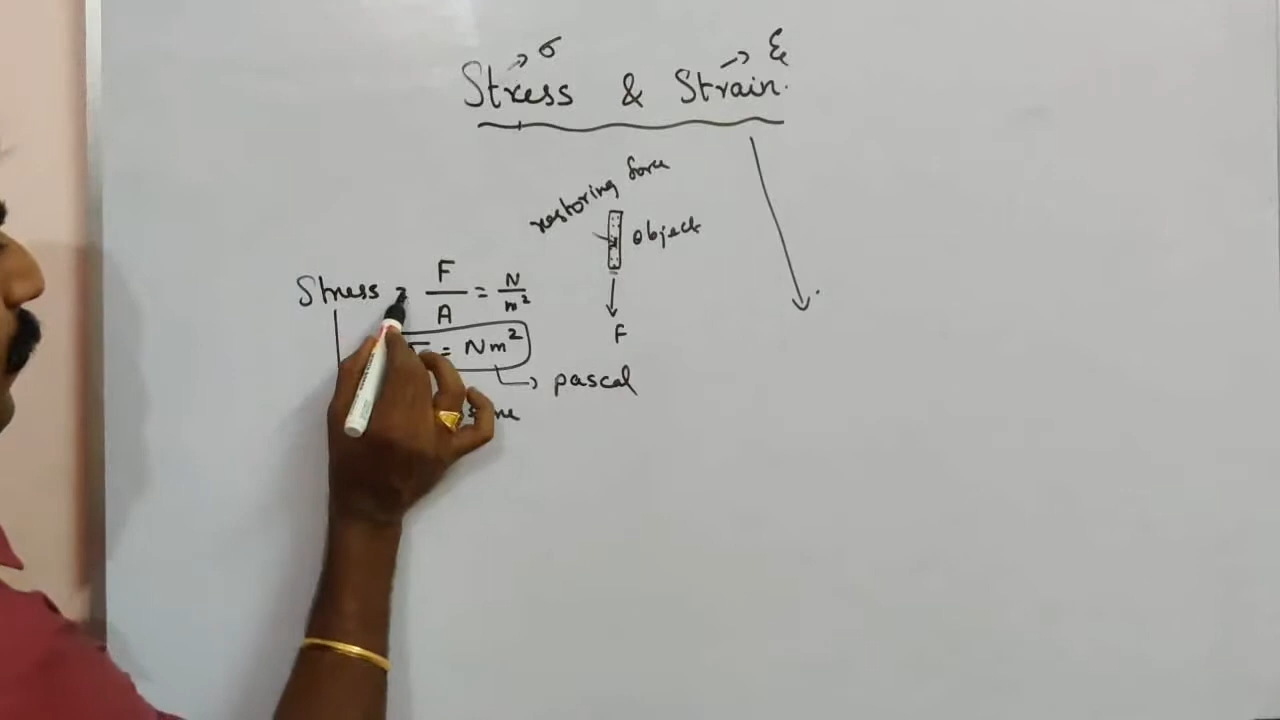 → σ → ε
Stress & Strain.
restoring force
object
Stress = F/A = N/m²
= Nm²
F
→ pascal